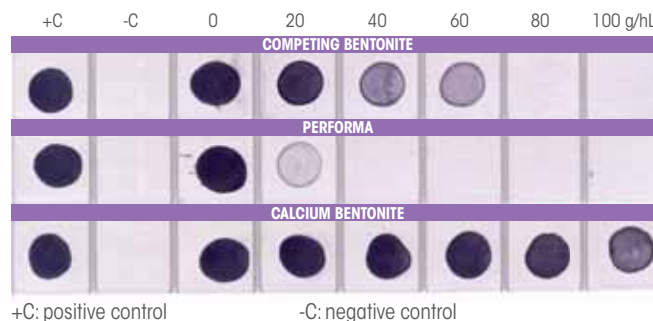 +C -C 0 20 40 60 80 100 g/hL
COMPETING BENTONITE
PERFORMA
CALCIUM BENTONITE
+C: positive control -C: negative control